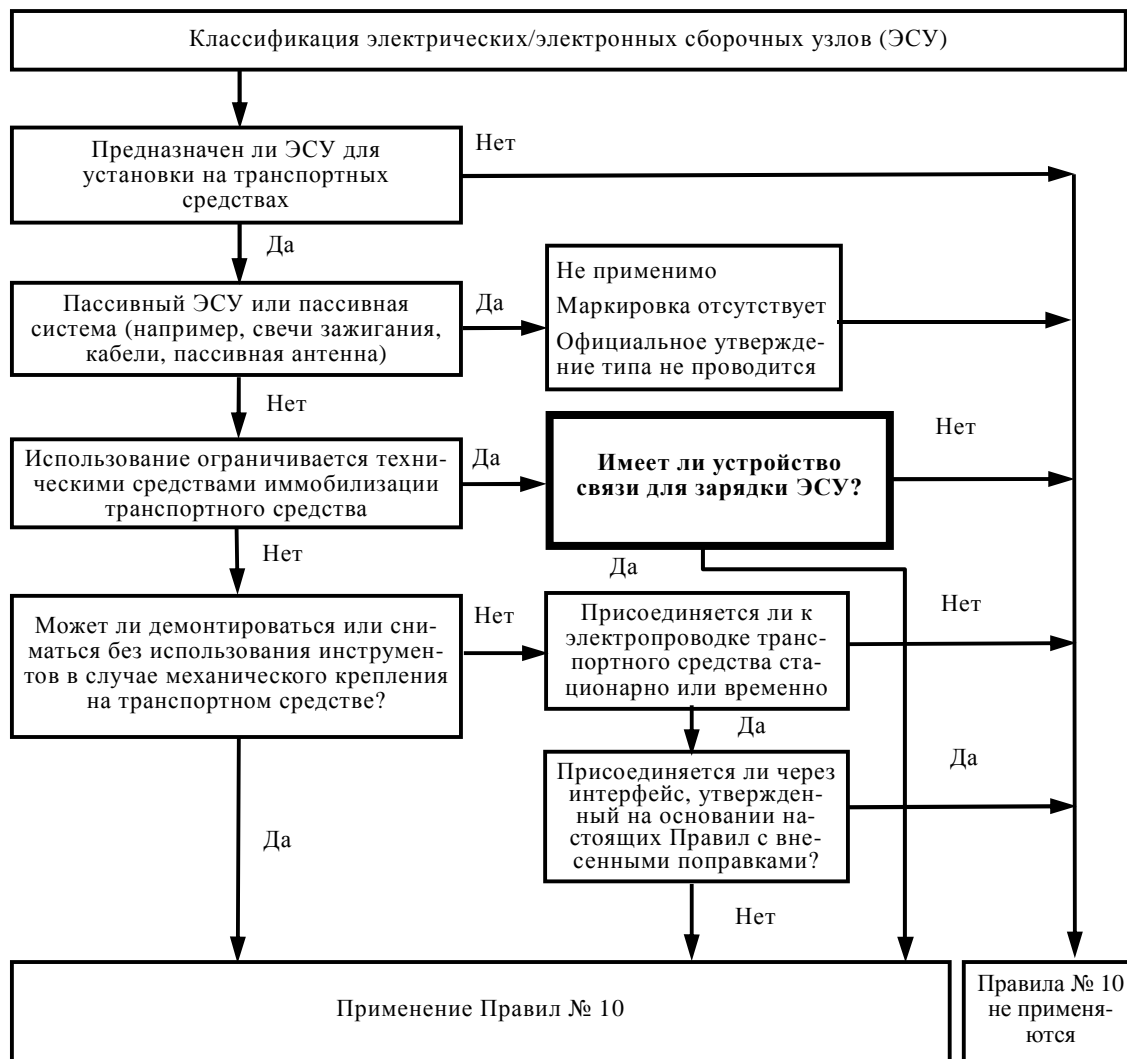 Классификация электрических/электронных сборочных узлов (ЭСУ)
Предназначен ли ЭСУ для
установки на транспортных
средствах
Нет
Да
Пассивный ЭСУ или пассивная
система (например, свечи зажигания,
кабели, пассивная антенна)
Да
Не применимо
Маркировка отсутствует
Официальное утвержде-
ние типа не проводится
Нет
Использование ограничивается техни-
ческими средствами иммобилизации
транспортного средства
Да
Имеет ли устройство
связи для зарядки ЭСУ?
Нет
Нет
Да
Может ли демонтироваться или сни-
маться без использования инструмен-
тов в случае механического крепления
на транспортном средстве?
Нет
Присоединяется ли к
электропроводке транс-
портного средства ста-
ционарно или временно
Нет
Да
Присоединяется ли через
интерфейс, утвержден-
ный на основании на-
стоящих Правил с вне-
сенными поправками?
Да
Да
Нет
Применение Правил № 10
Правила № 10
не применя-
ются